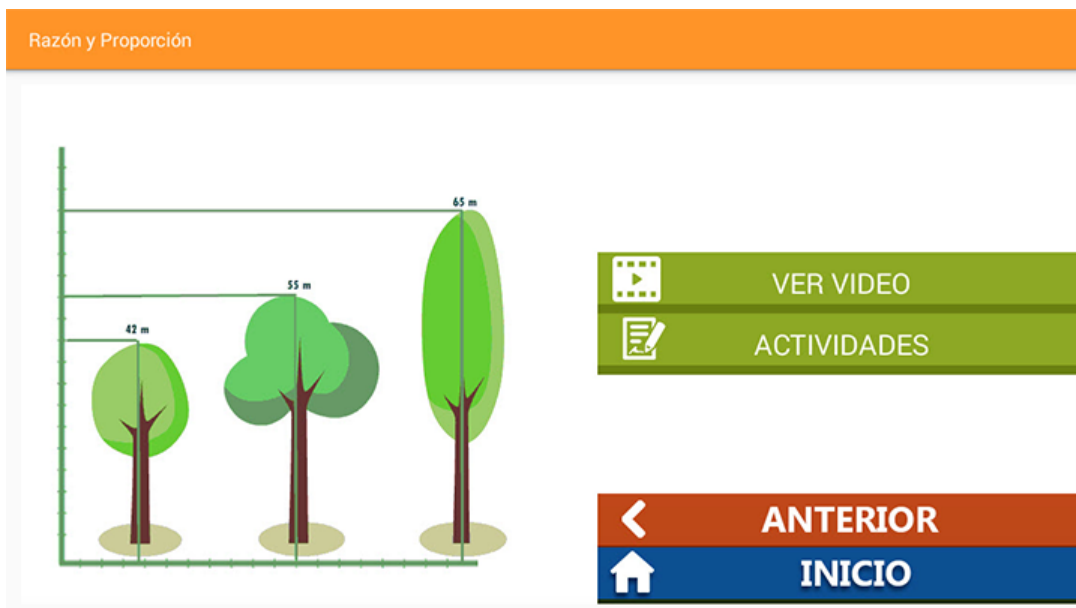 Razón y Proporción
65 m
55 m
42 m
VER VIDEO
ACTIVIDADES
ANTERIOR
INICIO